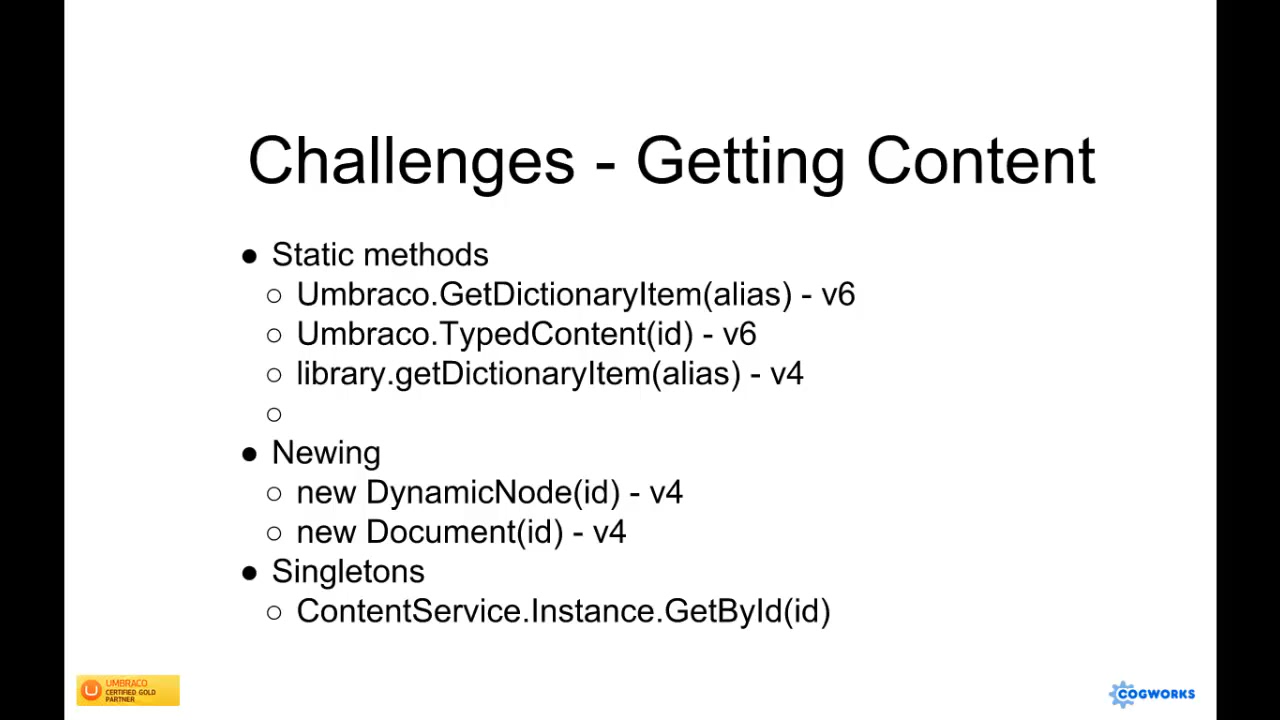 Challenges - Getting Content
● Static methods
○ Umbraco.GetDictionaryItem(alias) - v6
○ Umbraco.TypedContent(id) - v6
○ library.getDictionaryItem(alias) - v4
○
● Newing
○ new DynamicNode(id) - v4
○ new Document(id) - v4
● Singletons
○ ContentService.Instance.GetById(id)
UMBRACO
CERTIFIED GOLD
PARTNER
COGWORKS